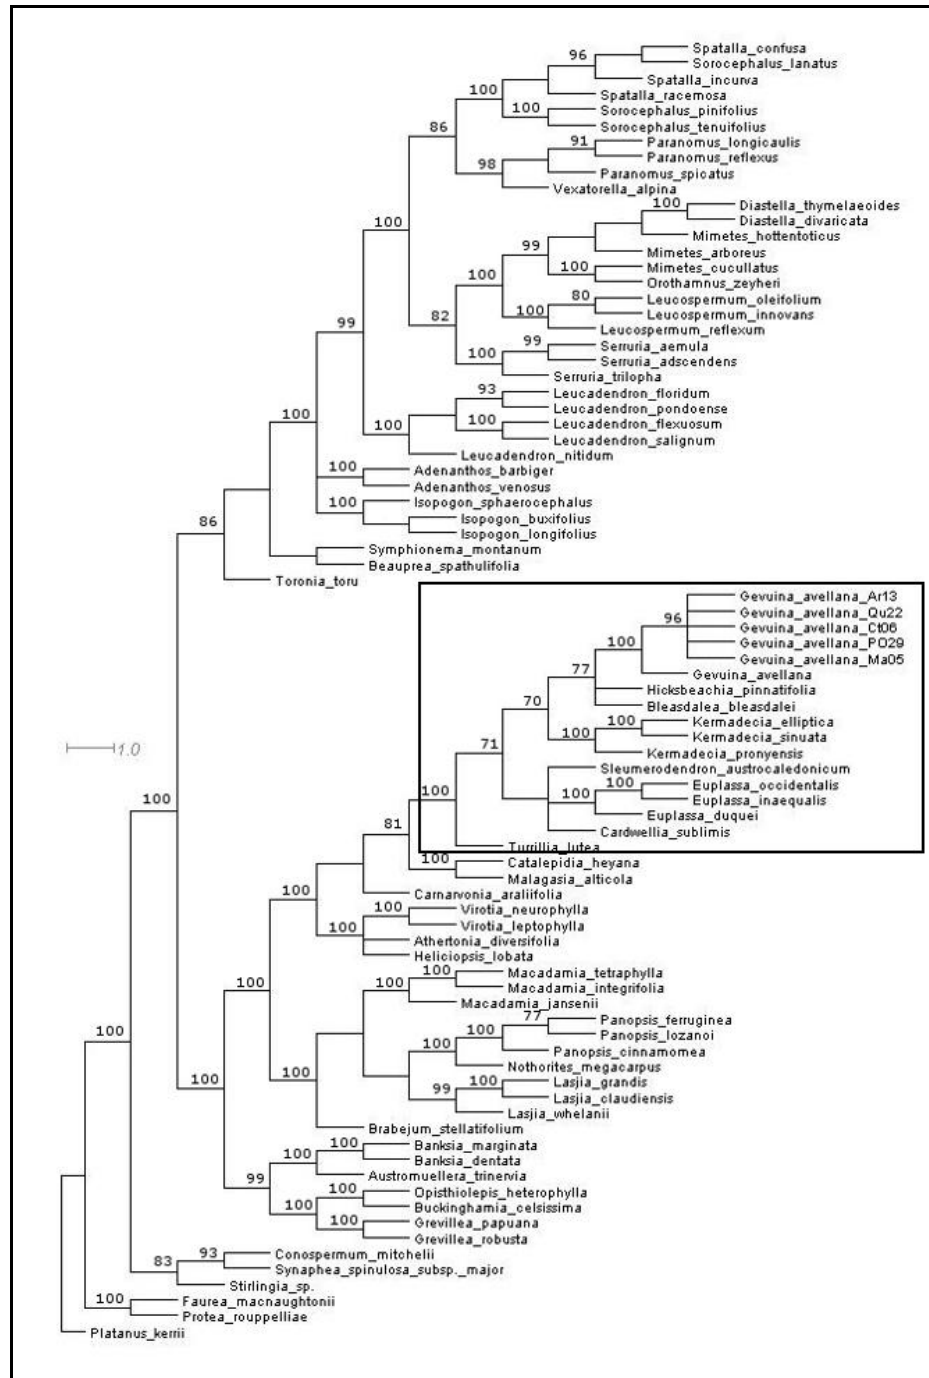 Spatalla_confusa
96
Sorocephalus_lanatus
Spatalla_incurva
100
Spatalla_racemosa
100
Sorocephalus_pinifolius
86
Sorocephalus_tenuifolius
91
Paranomus_longicaulis
Paranomus_reflexus
98
Paranomus_spicatus
Vexatorella_alpina
100
Diastella_thymelaeoides
100
Diastella_divaricata
Mimetes_hottentoticus
99
Mimetes_arboreus
100
Mimetes_cucullatus
100
Orothamnus_zeyheri
80
Leucospermum_oleifolium
82
100
Leucospermum_innovans
99
Leucospermum_reflexum
99
Serruria_aemula
100
Serruria_adscendens
Serruria_trilopha
93
Leucadendron_floridum
Leucadendron_pondoense
100
100
100
Leucadendron_flexuosum
Leucadendron_salignum
Leucadendron_nitidum
100
Adenanthos_barbiger
Adenanthos_venosus
100
Isopogon_sphaerocephalus
Isopogon_buxifolius
86
Isopogon_longifolius
Symphionema_montanum
Beauprea_spathulifolia
Toronia_toru
Gevuina_avellana_Ar13
96
Gevuina_avellana_Qu22
Gevuina_avellana_Ct06
100
Gevuina_avellana_PO29
Gevuina_avellana_Ma05
77
Gevuina_avellana
Hicksbeachia_pinnatifolia
70
Bleasdalea_bleasdalei
100
Kermadecia_elliptica
100
Kermadecia_sinuata
1.0
71
Kermadecia_pronyensis
Sleumerodendron_austrocaledonicum
100
Euplassa_occidentalis
100
100
100
Euplassa_inaequalis
Euplassa_duquei
81
Cardwellia_sublimis
Turrillia_lutea
100
Catalepidia_heyana
Malagasia_alticola
100
Carnarvonia_araliifolia
100
Virotia_neurophylla
100
Virotia_leptophylla
Athertonia_diversifolia
Heliciopsis_lobata
100
100
100
Macadamia_tetraphylla
Macadamia_integrifolia
Macadamia_jansenii
77
Panopsis_ferruginea
100
100
100
Panopsis_lozanoi
Panopsis_cinnamomea
Nothorites_megacarpus
100
100
99
100
Lasjia_grandis
Lasjia_claudiensis
Lasjia_whelanii
Brabejum_stellatifolium
100
Banksia_marginata
100
Banksia_dentata
99
Austromuellera_trinervia
100
Opisthiolepis_heterophylla
100
Buckinghamia_celsissima
100
Grevillea_papuana
Grevillea_robusta
93
Conospermum_mitchelii
83
Synaphea_spinulosa_subsp._major
Stirlingia_sp.
100
Faurea_macnaughtonii
Protea_rouppelliae
Platanus_kerrii